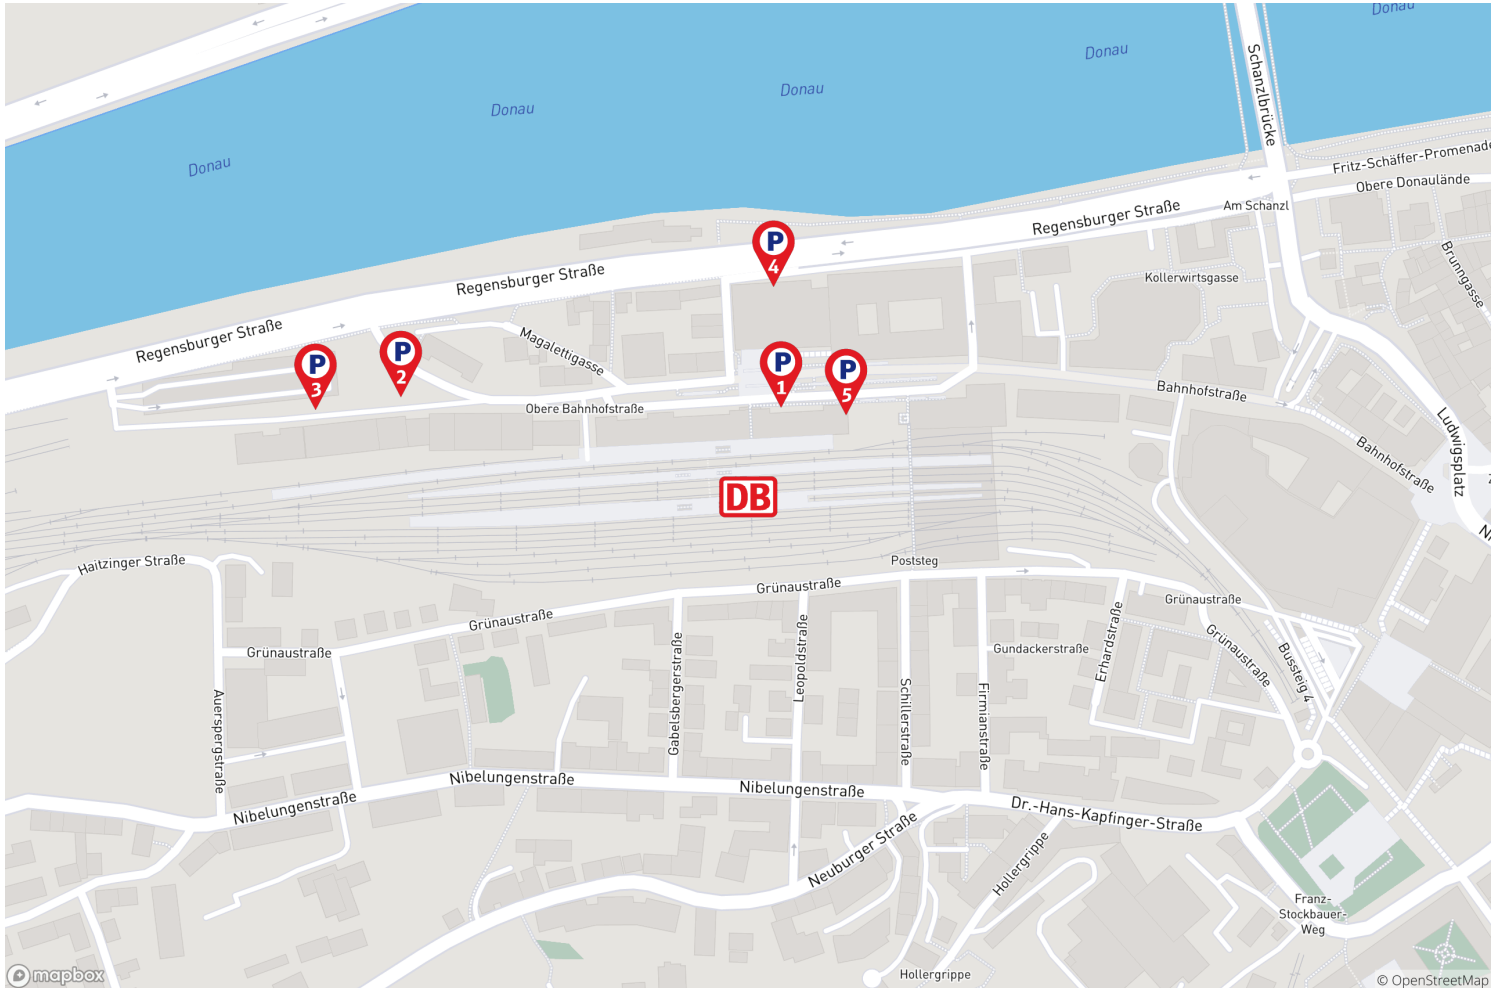 Donau
Donau
Donau
Donau
Donau
Schanzlbrücke
Fritz-Schäffer-Promenade
Obere Donaulände
Am Schanzl
Regensburger Straße
Brunngasse
P
4
Kollerwirtsgasse
Regensburger Straße
Regensburger Straße
Magalettigasse
P
3
P
2
P
1
P
5
Bahnhofstraße
Obere Bahnhofstraße
Ludwigsplatz
Bahnhofstraße
DB
Haitzinger Straße
Poststeg
Grünaustraße
Grünaustraße
Grünaustraße
Grünaustraße
Grünaustraße
Gabelsbergerstraße
Leopoldstraße
Schillerstraße
Firmianstraße
Gundackerstraße
Erhardstraße
Bussteig 4
Auerspergstraße
Nibelungenstraße
Nibelungenstraße
Nibelungenstraße
Dr.-Hans-Kapfinger-Straße
Neuburger Straße
Hollergrippe
Franz-
Stockbauer-
Weg
Hollergrippe
mapbox
© OpenStreetMap